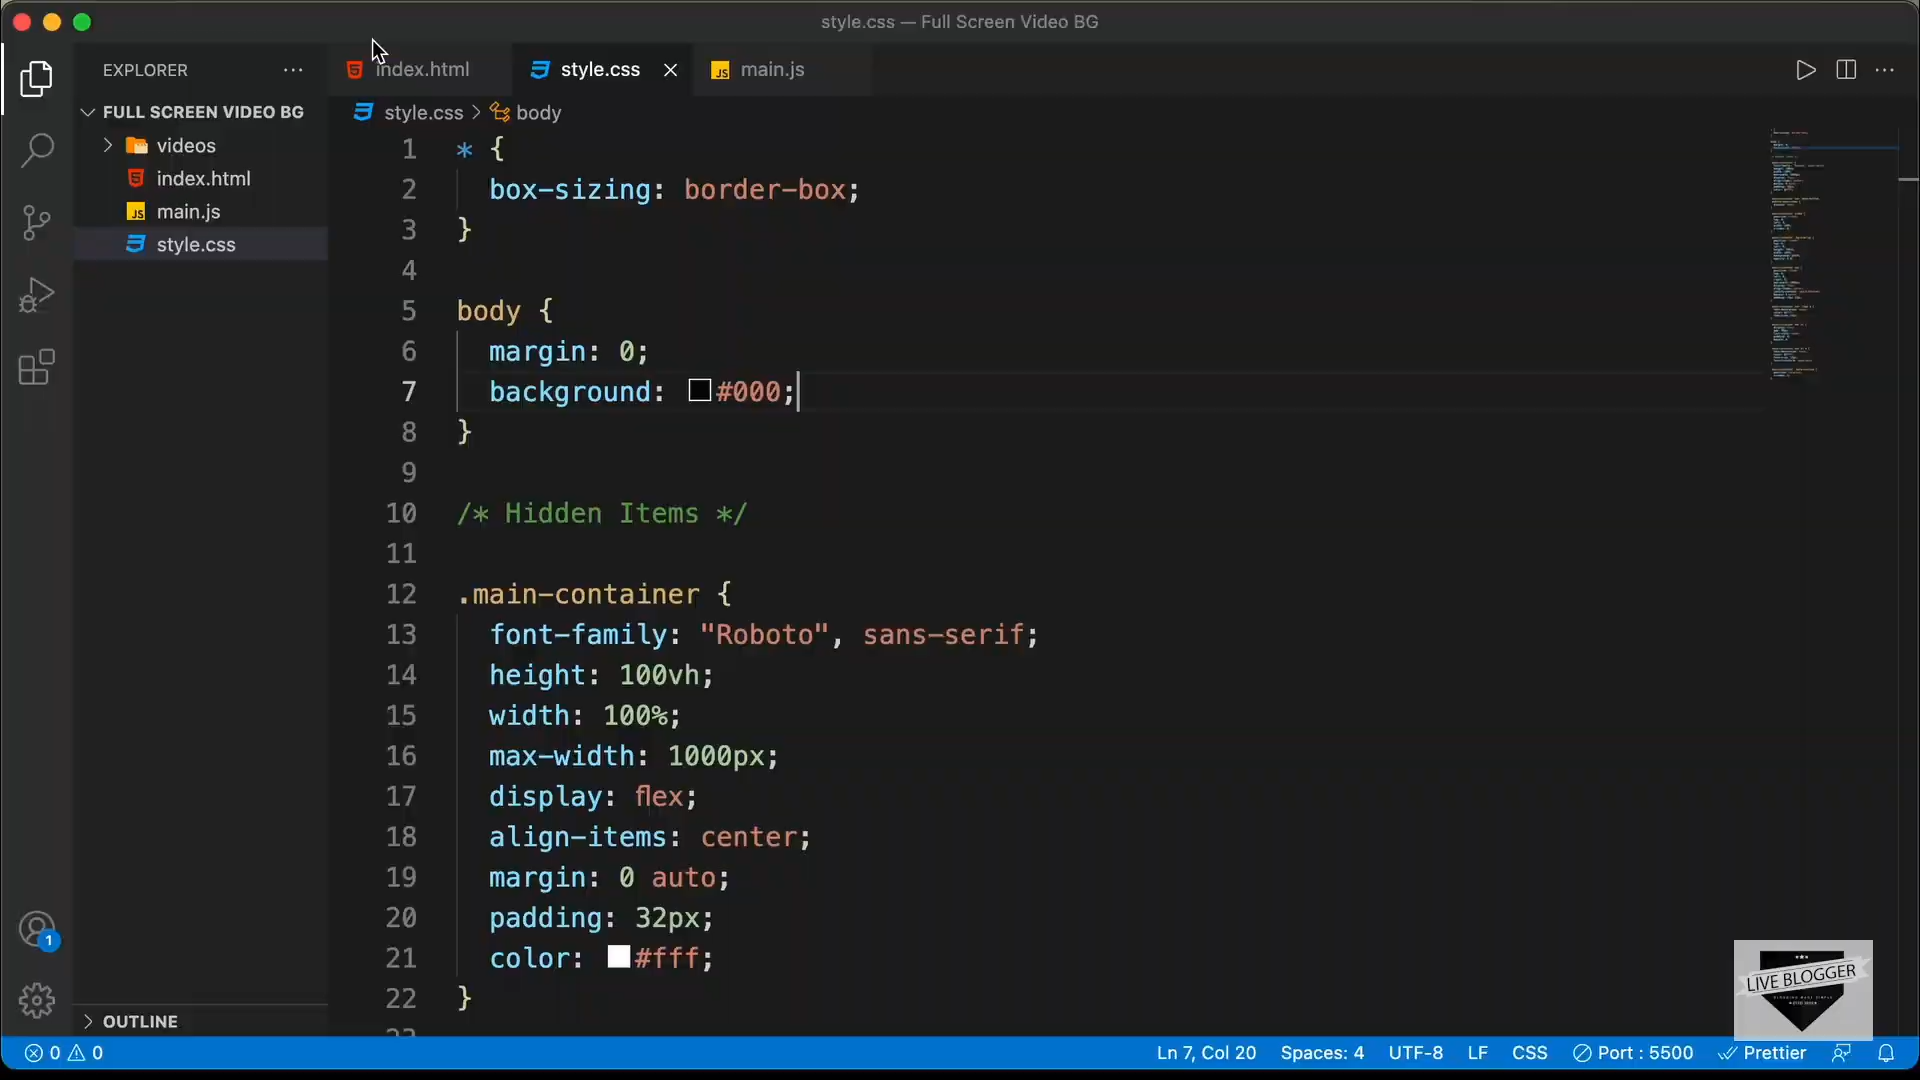 style.css — Full Screen Video BG
EXPLORER
index.html
style.css
main.js
FULL SCREEN VIDEO BG
videos
index.html
main.js
style.css
OUTLINE
style.css > body
1 * {
2 box-sizing: border-box;
3 }
4
5 body {
6 margin: 0;
7 background: #000;
8 }
9
10 /* Hidden Items */
11
12 .main-container {
13 font-family: "Roboto", sans-serif;
14 height: 100vh;
15 width: 100%;
16 max-width: 1000px;
17 display: flex;
18 align-items: center;
19 margin: 0 auto;
20 padding: 32px;
21 color: #fff;
22 }
1
LIVE BLOGGER
0 0
Ln 7, Col 20
Spaces: 4
UTF-8
LF
CSS
Port : 5500
Prettier